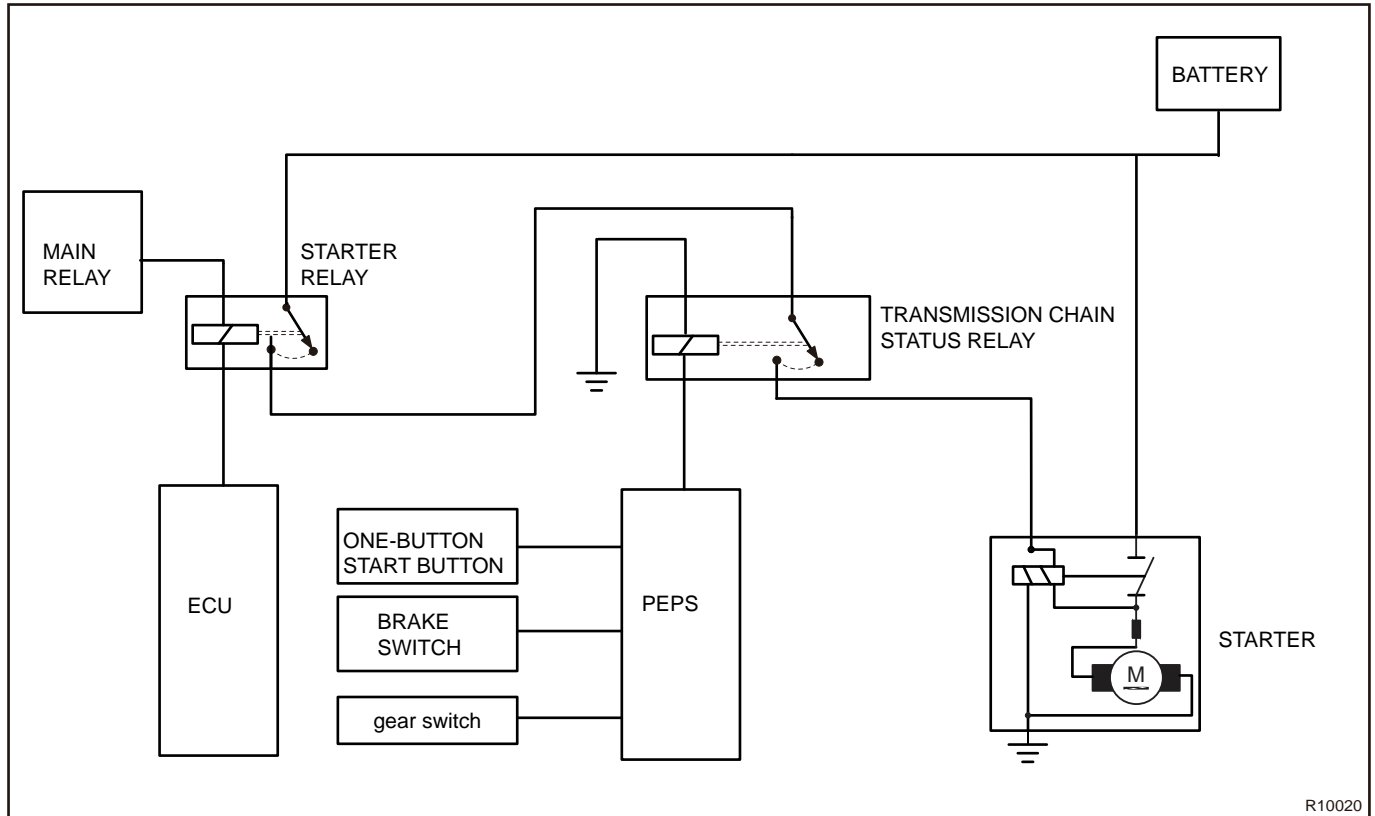 BATTERY
MAIN
RELAY
STARTER
RELAY
TRANSMISSION CHAIN
STATUS RELAY
ONE-BUTTON
START BUTTON
ECU
BRAKE
SWITCH
PEPS
gear switch
STARTER
M
R10020